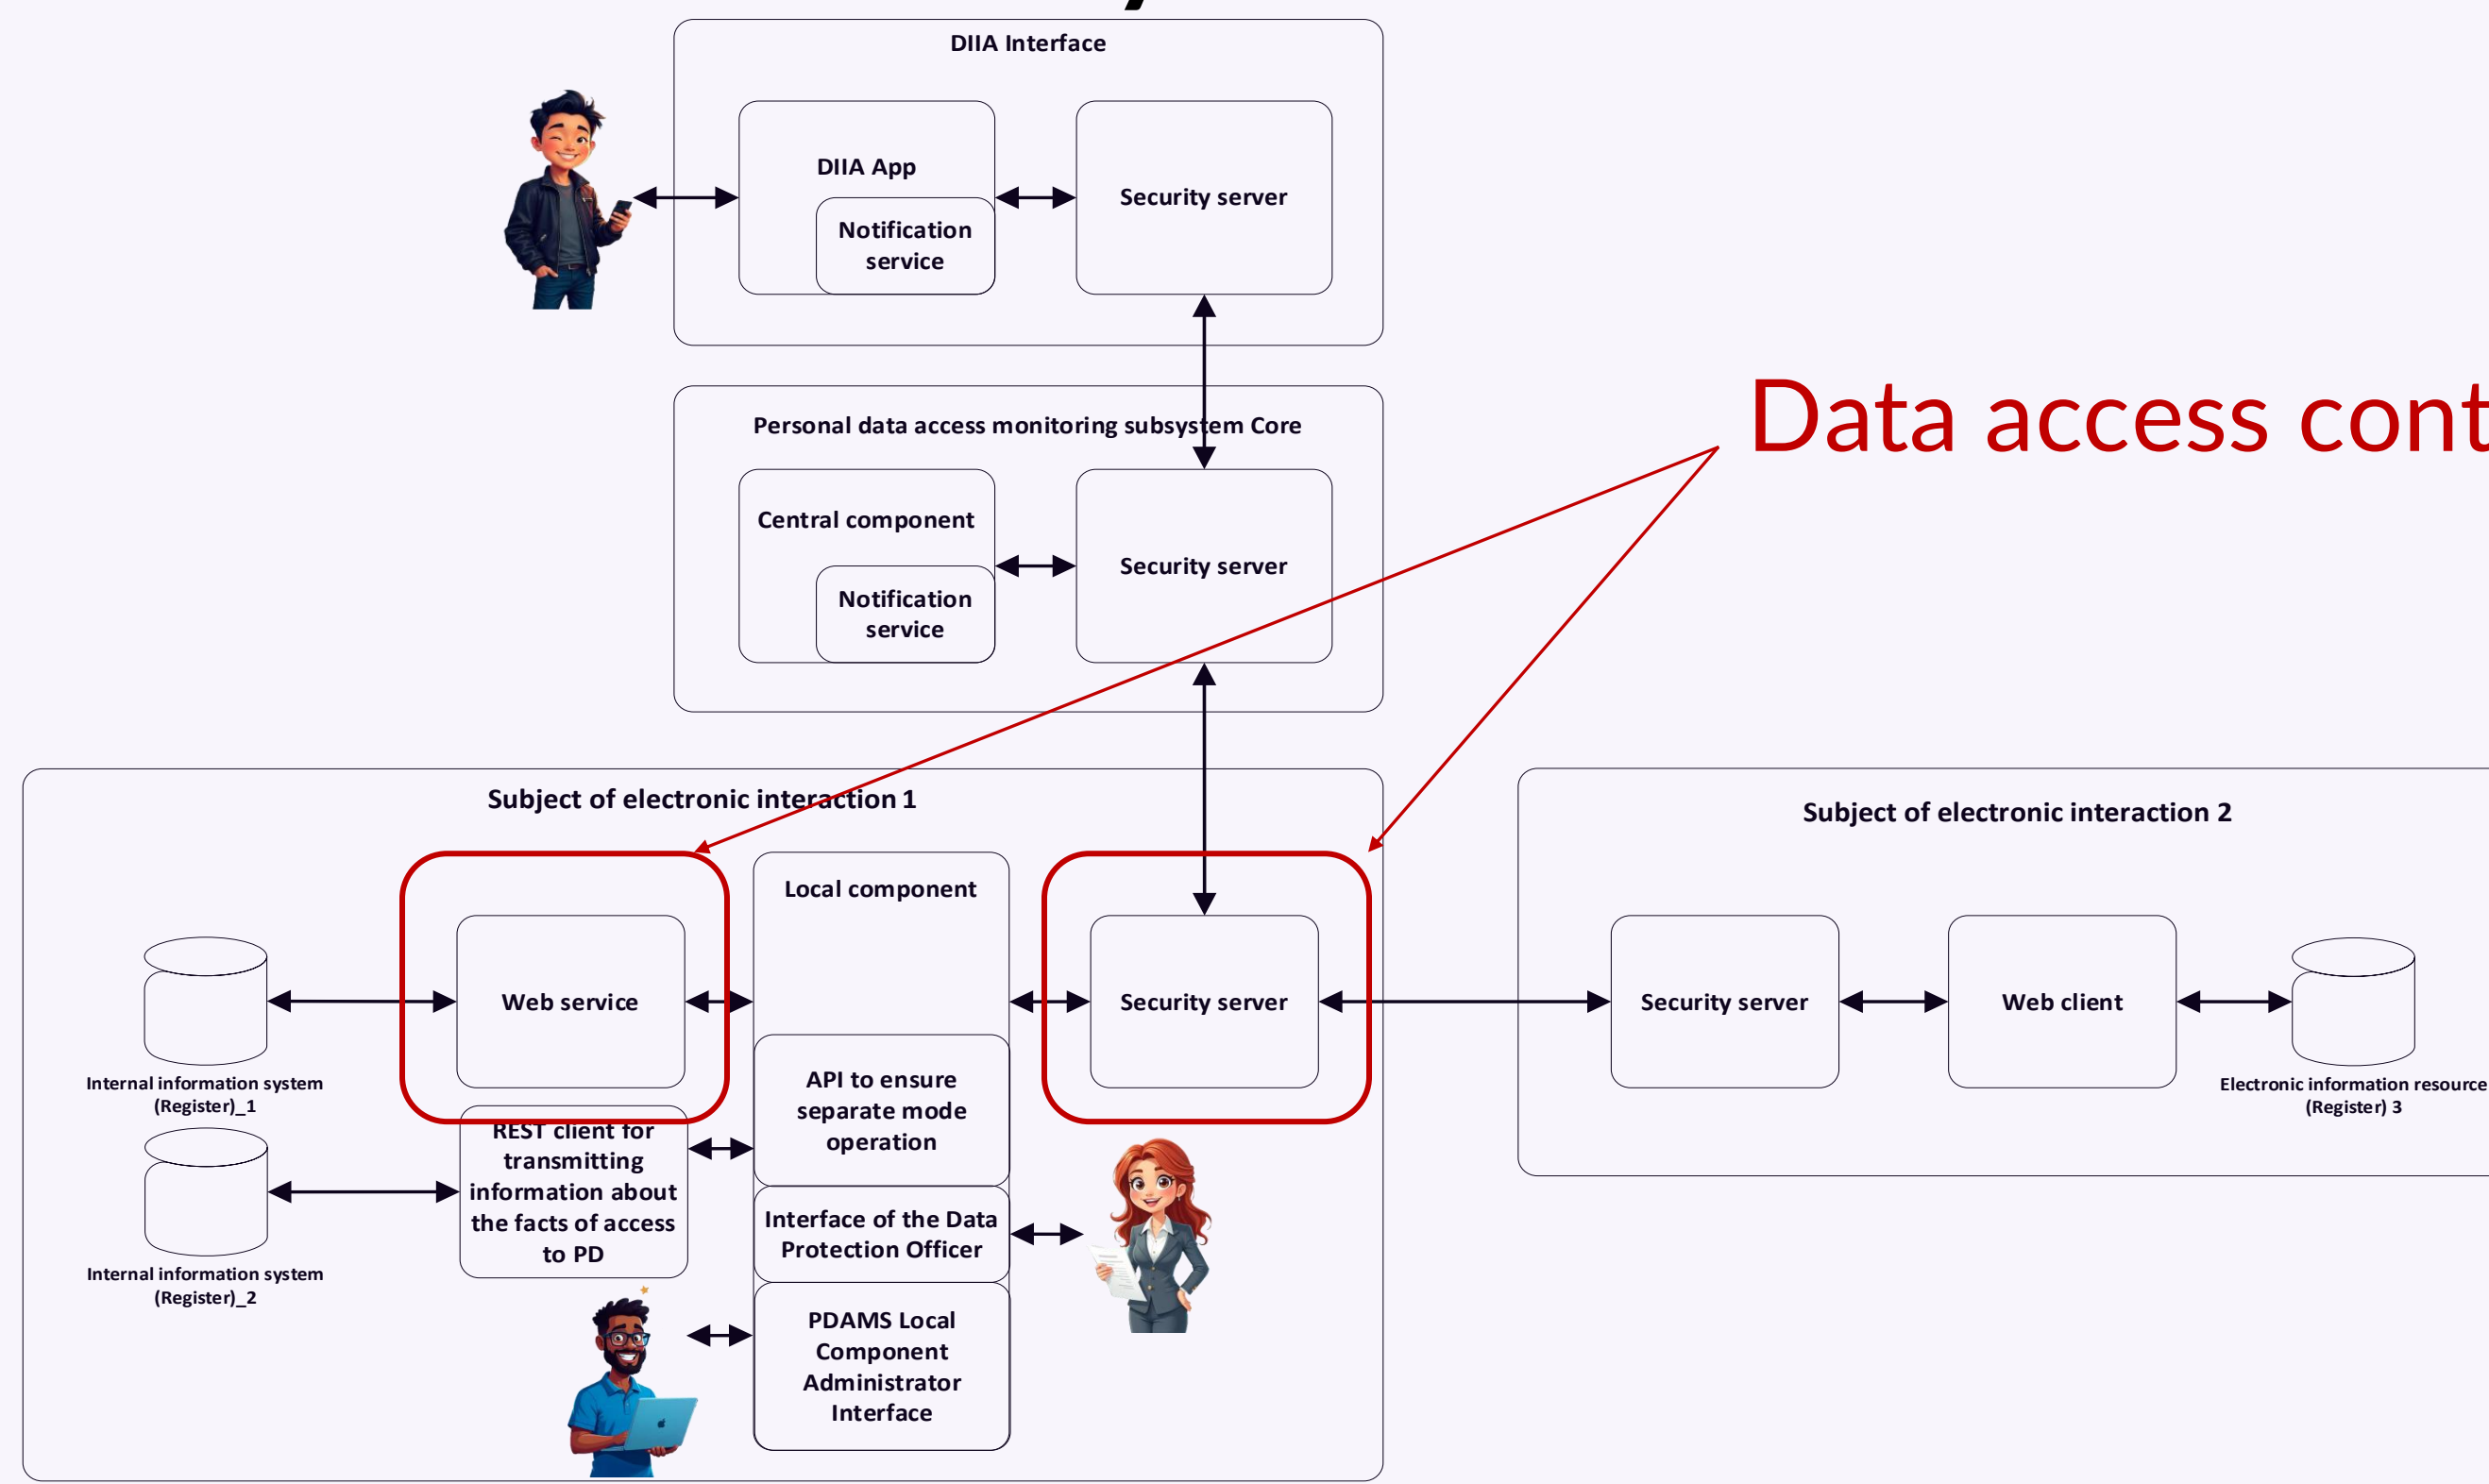 DIIA Interface
DIIA App
Notification
service
Security server
Personal data access monitoring subsystem Core
Central component
Notification
service
Security server
Data access cont
Subject of electronic interaction 1
Local component
Web service
Security server
Internal information system
(Register)_1
API to ensure
separate mode
operation
REST client for
transmitting
information about
the facts of access
to PD
Internal information system
(Register)_2
Interface of the Data
Protection Officer
PDAMS Local
Component
Administrator
Interface
Subject of electronic interaction 2
Security server
Web client
Electronic information resource
(Register) 3